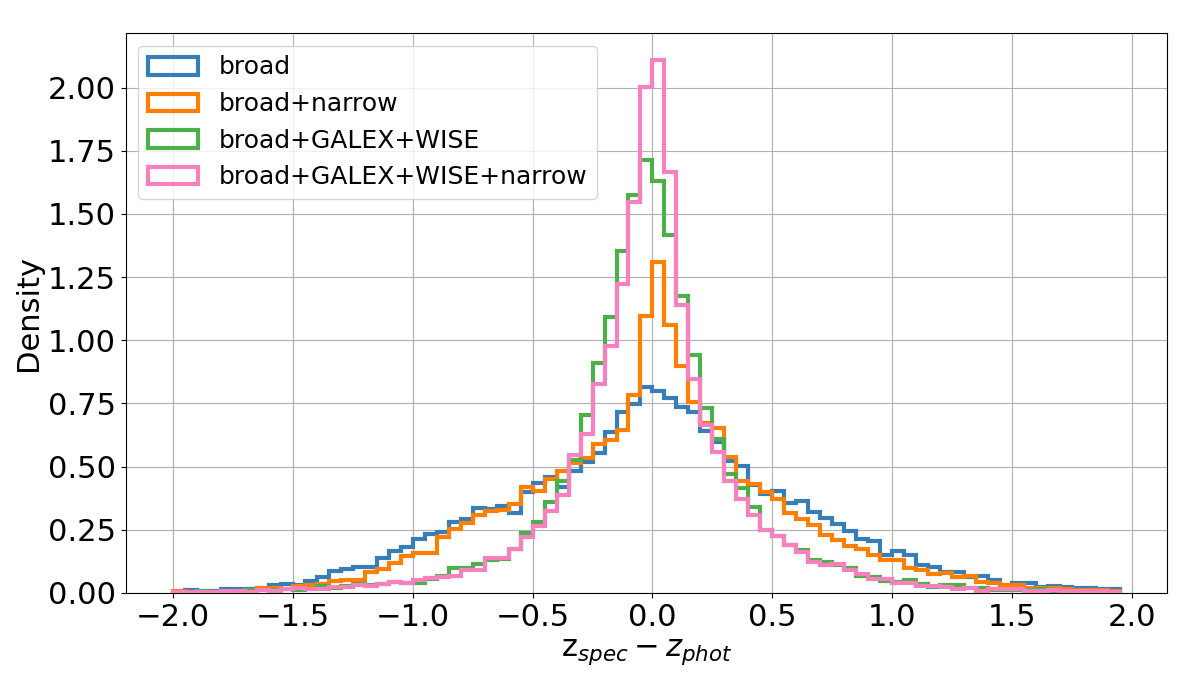 broad
broad+narrow
broad+GALEX+WISE
broad+GALEX+WISE+narrow
Density
2.00
1.75
1.50
1.25
1.00
0.75
0.50
0.25
0.00
−2.0 −1.5 −1.0 −0.5 0.0 0.5 1.0 1.5 2.0
z_spec − z_phot